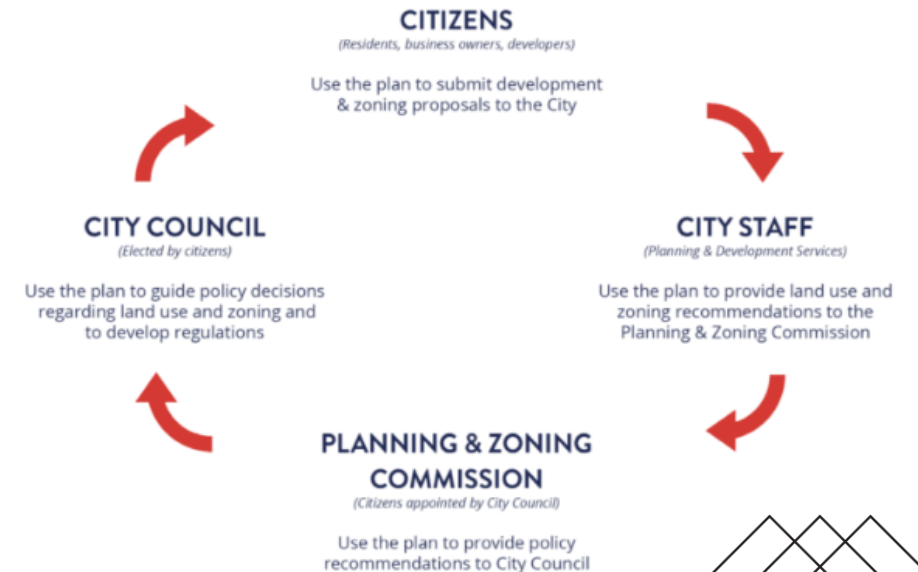 CITIZENS
(Residents, business owners, developers)
Use the plan to submit development
& zoning proposals to the City
CITY COUNCIL
(Elected by citizens)
Use the plan to guide policy decisions
regarding land use and zoning and
to develop regulations
CITY STAFF
(Planning & Development Services)
Use the plan to provide land use and
zoning recommendations to the
Planning & Zoning Commission
PLANNING & ZONING
COMMISSION
(Citizens appointed by City Council)
Use the plan to provide policy
recommendations to City Council